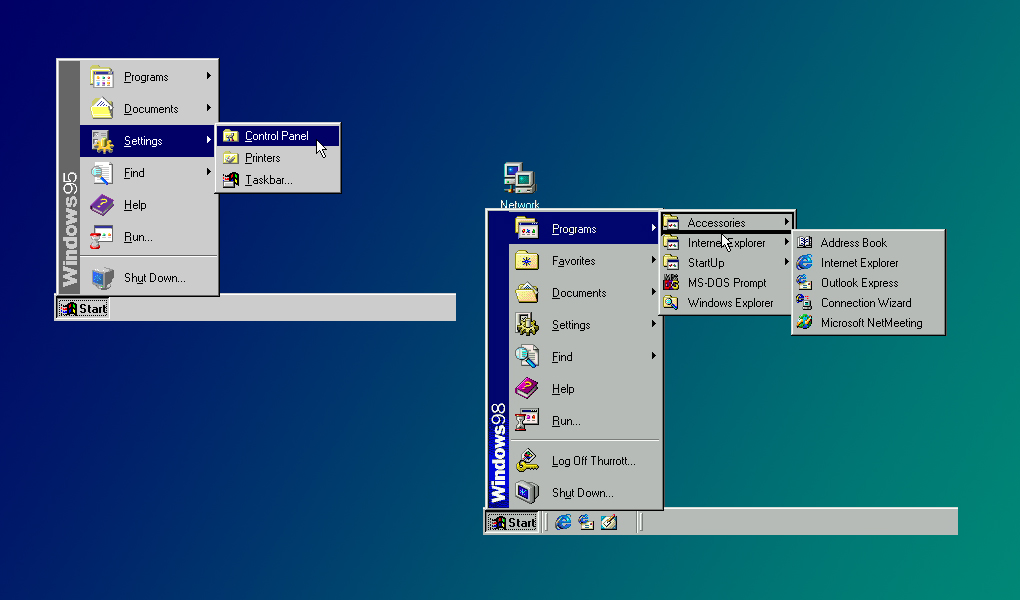 Programs
Documents
Settings
Find
Help
Run...
Shut Down...
Windows95
Start
Control Panel
Printers
Taskbar...
Network
Programs
Favorites
Documents
Settings
Find
Help
Run...
Log Off Thurrott...
Shut Down...
Windows98
Start
Accessories
Internet Explorer
StartUp
MS-DOS Prompt
Windows Explorer
Address Book
Internet Explorer
Outlook Express
Connection Wizard
Microsoft NetMeeting